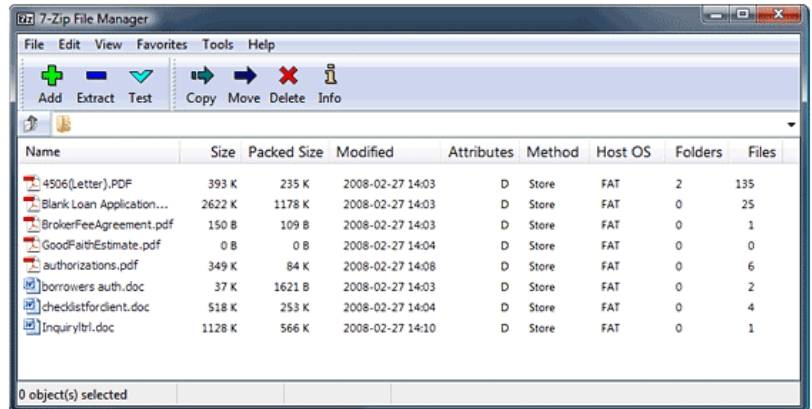 7z 7-Zip File Manager
File Edit View Favorites Tools Help
Add Extract Test Copy Move Delete Info
Name Size Packed Size Modified Attributes Method Host OS Folders Files
4506(Letter).PDF 393 K 235 K 2008-02-27 14:03 D Store FAT 2 135
Blank Loan Application... 2622 K 1178 K 2008-02-27 14:03 D Store FAT 0 25
BrokerFeeAgreement.pdf 150 B 109 B 2008-02-27 14:03 D Store FAT 0 1
GoodFaithEstimate.pdf 0 B 0 B 2008-02-27 14:04 D Store FAT 0 0
authorizations.pdf 349 K 84 K 2008-02-27 14:08 D Store FAT 0 6
borrowers auth.doc 37 K 1621 B 2008-02-27 14:03 D Store FAT 0 2
checklistforclient.doc 518 K 253 K 2008-02-27 14:04 D Store FAT 0 4
Inquiryltrl.doc 1128 K 566 K 2008-02-27 14:10 D Store FAT 0 1
0 object(s) selected